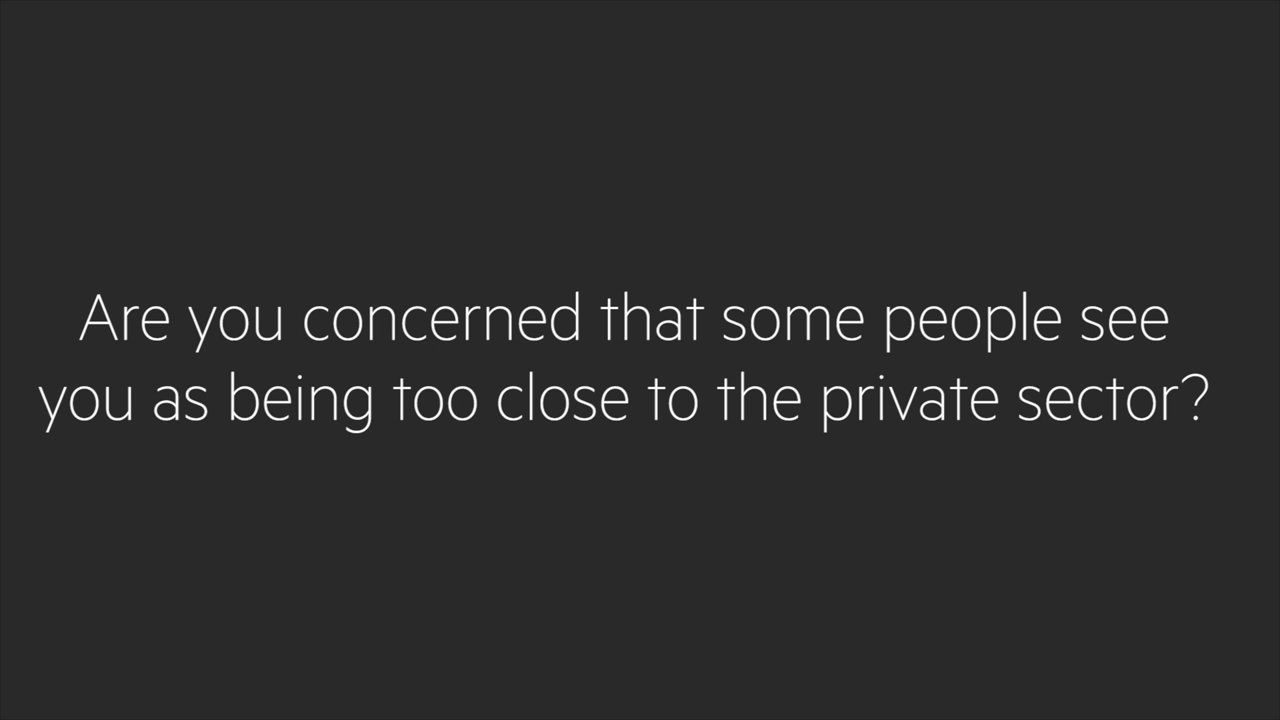 Are you concerned that some people see
you as being too close to the private sector?